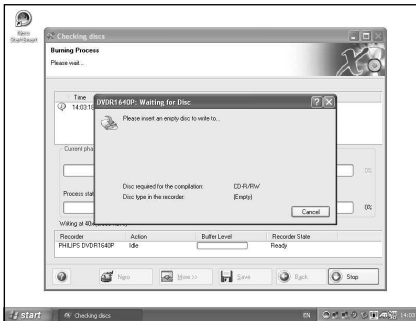 Nero
StartSmart
Checking discs
Burning Process
Please wait...
Time
14:03:18
DVDR1640P: Waiting for Disc
Please insert an empty disc to write to...
Disc required for the compilation: CD-R/RW
Disc type in the recorder: (Empty)
Cancel
Current pha
0%
Process stat
0%
Writing at 40
Recorder Action Buffer Level Recorder State
PHILIPS DVDR1640P Idle Ready
Nero More >> Save Back Stop
start Checking discs EN 14:03